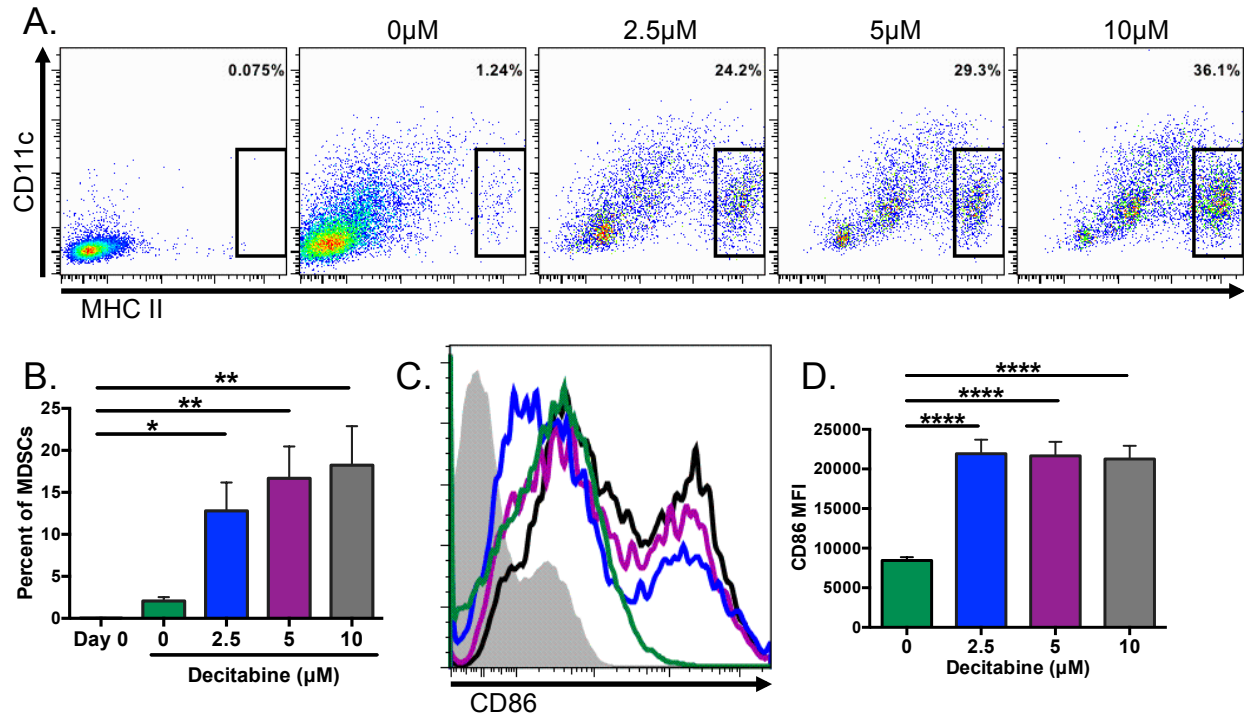 A.
0µM
2.5µM
5µM
10µM
0.075%
1.24%
24.2%
29.3%
36.1%
CD11c
MHC II
B.
**
**
*
Percent of MDSCs
25
20
15
10
5
0
Day 0
0
2.5
5
10
Decitabine (µM)
C.
CD86
D.
****
****
****
CD86 MFI
25000
20000
15000
10000
5000
0
0
2.5
5
10
Decitabine (µM)